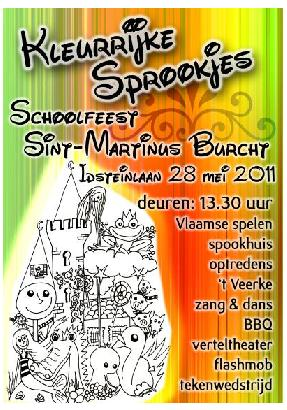 Kleurrijke
Sprookjes
Schoolfeest
Sint-Martinus Burcht
Idsteinlaan 28 mei 2011
deuren: 13.30 uur
Vlaamse spelen
spookhuis
optredens
't Veerke
zang & dans
BBQ
verteltheater
flashmob
tekenwedstrijd